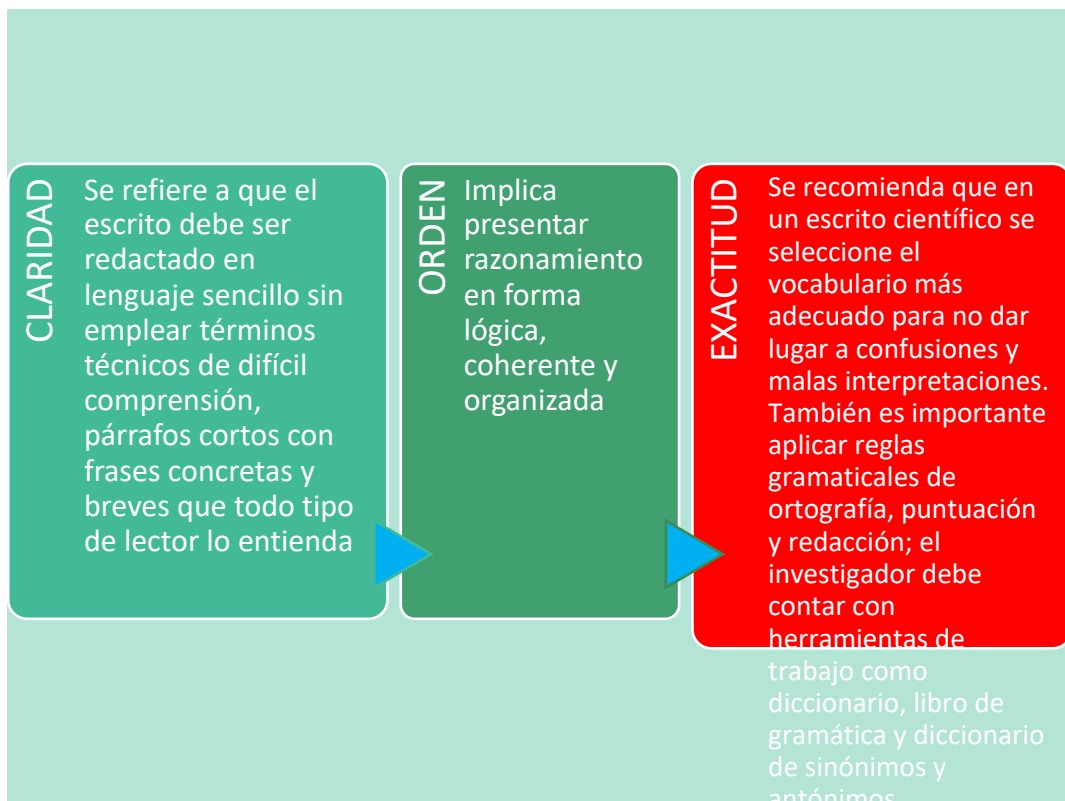 CLARIDAD
Se refiere a que el
escrito debe ser
redactado en
lenguaje sencillo sin
emplear términos
técnicos de difícil
comprensión,
párrafos cortos con
frases concretas y
breves que todo tipo
de lector lo entienda
ORDEN
Implica
presentar
razonamiento
en forma
lógica,
coherente y
organizada
EXACTITUD
Se recomienda que en
un escrito científico se
seleccione el
vocabulario más
adecuado para no dar
lugar a confusiones y
malas interpretaciones.
También es importante
aplicar reglas
gramaticales de
ortografía, puntuación
y redacción; el
investigador debe
contar con
herramientas de
trabajo como
diccionario, libro de
gramática y diccionario
de sinónimos y
antónimos